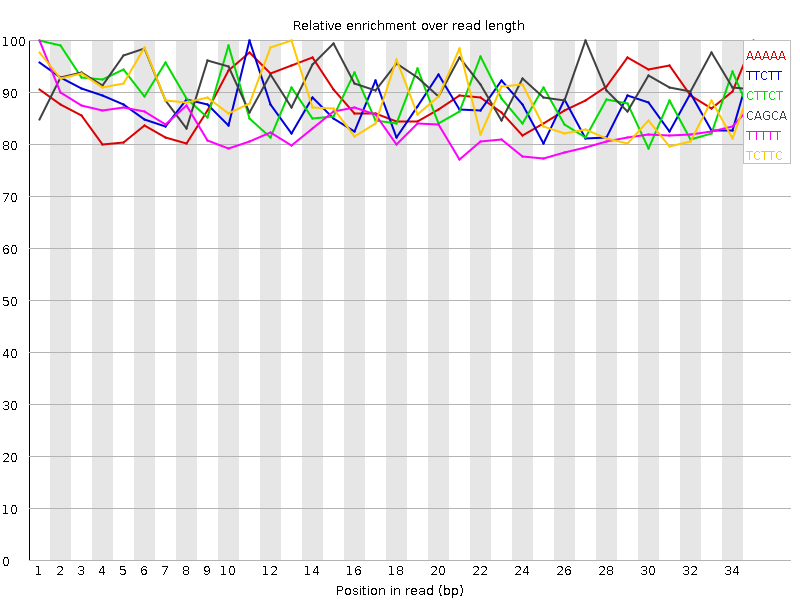 Relative enrichment over read length
100
90
80
70
60
50
40
30
20
10
0
AAAAA
TTCTT
CTTCT
CAGCA
TTTTT
TCTTC
1 2 3 4 5 6 7 8 9 10 12 14 16 18 20 22 24 26 28 30 32 34
Position in read (bp)